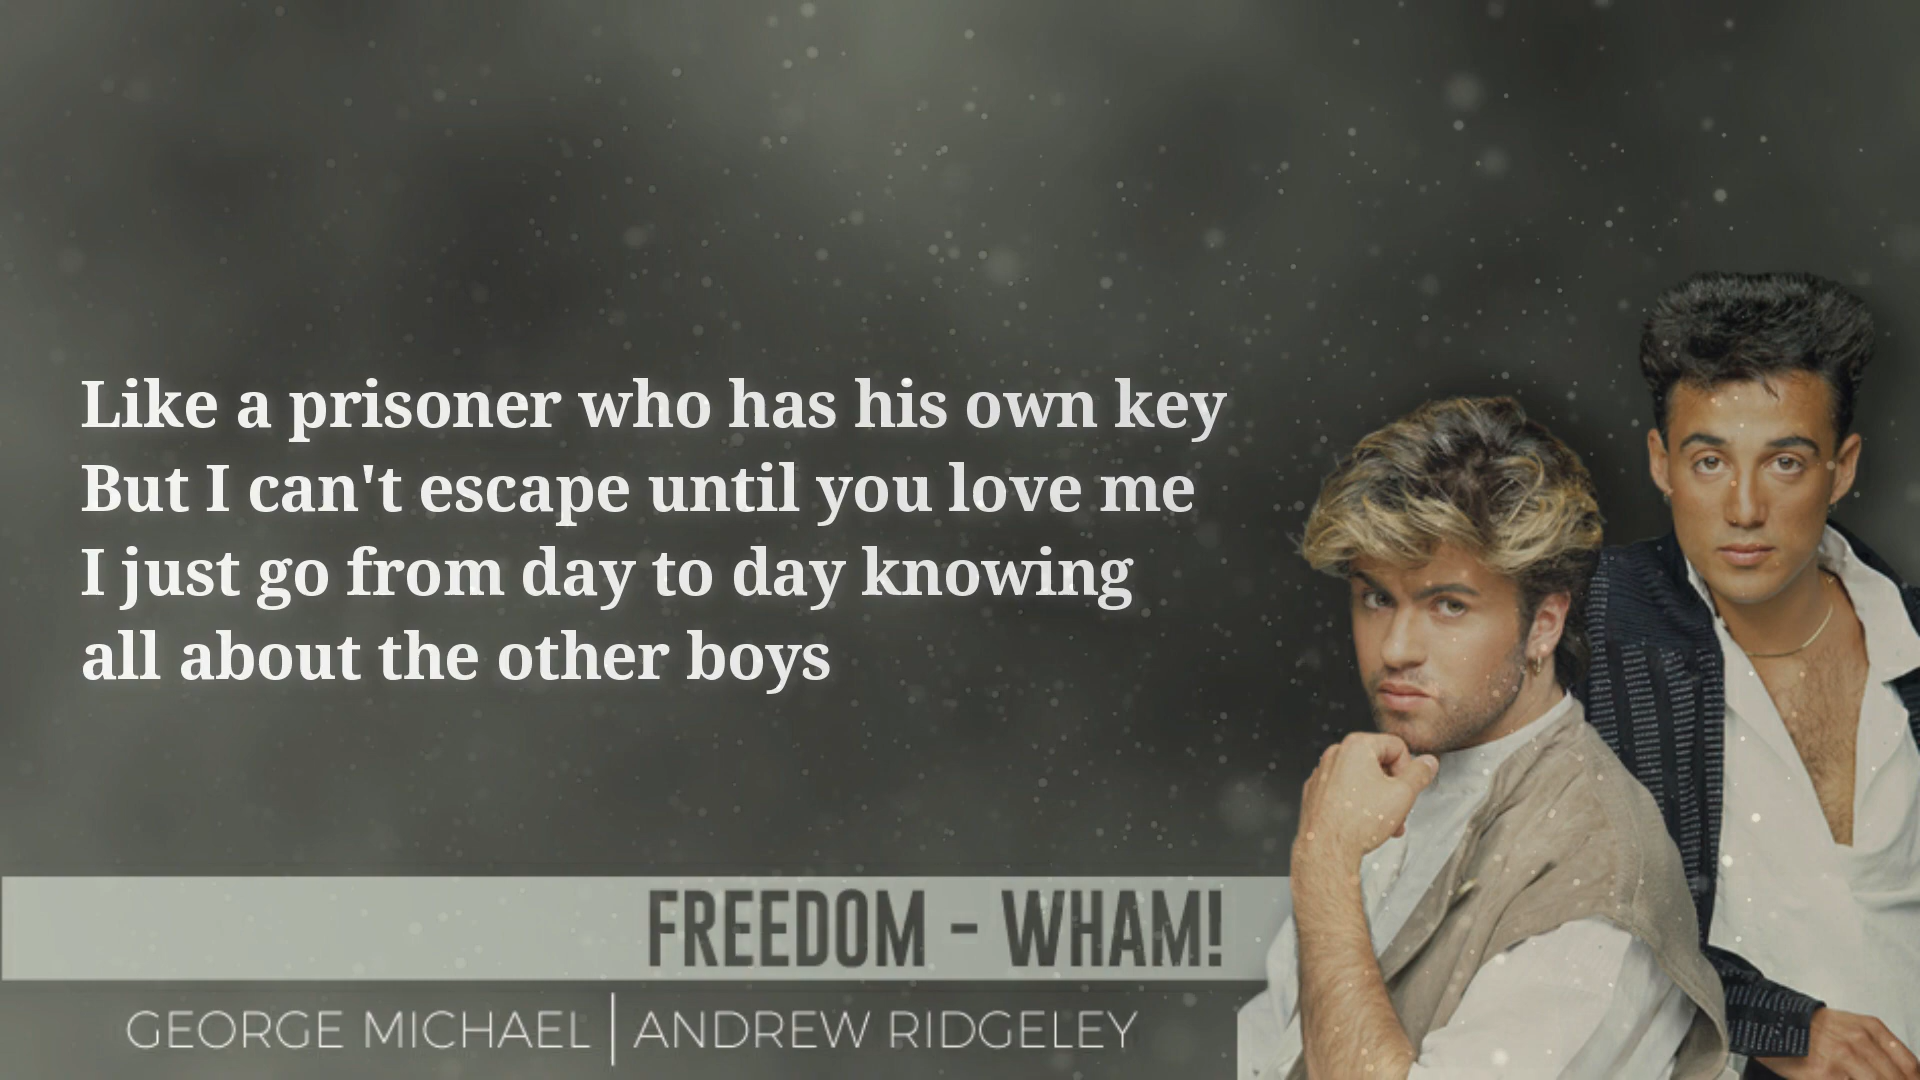 Like a prisoner who has his own key
But I can't escape until you love me
I just go from day to day knowing
all about the other boys
FREEDOM - WHAM!
GEORGE MICHAEL | ANDREW RIDGELEY